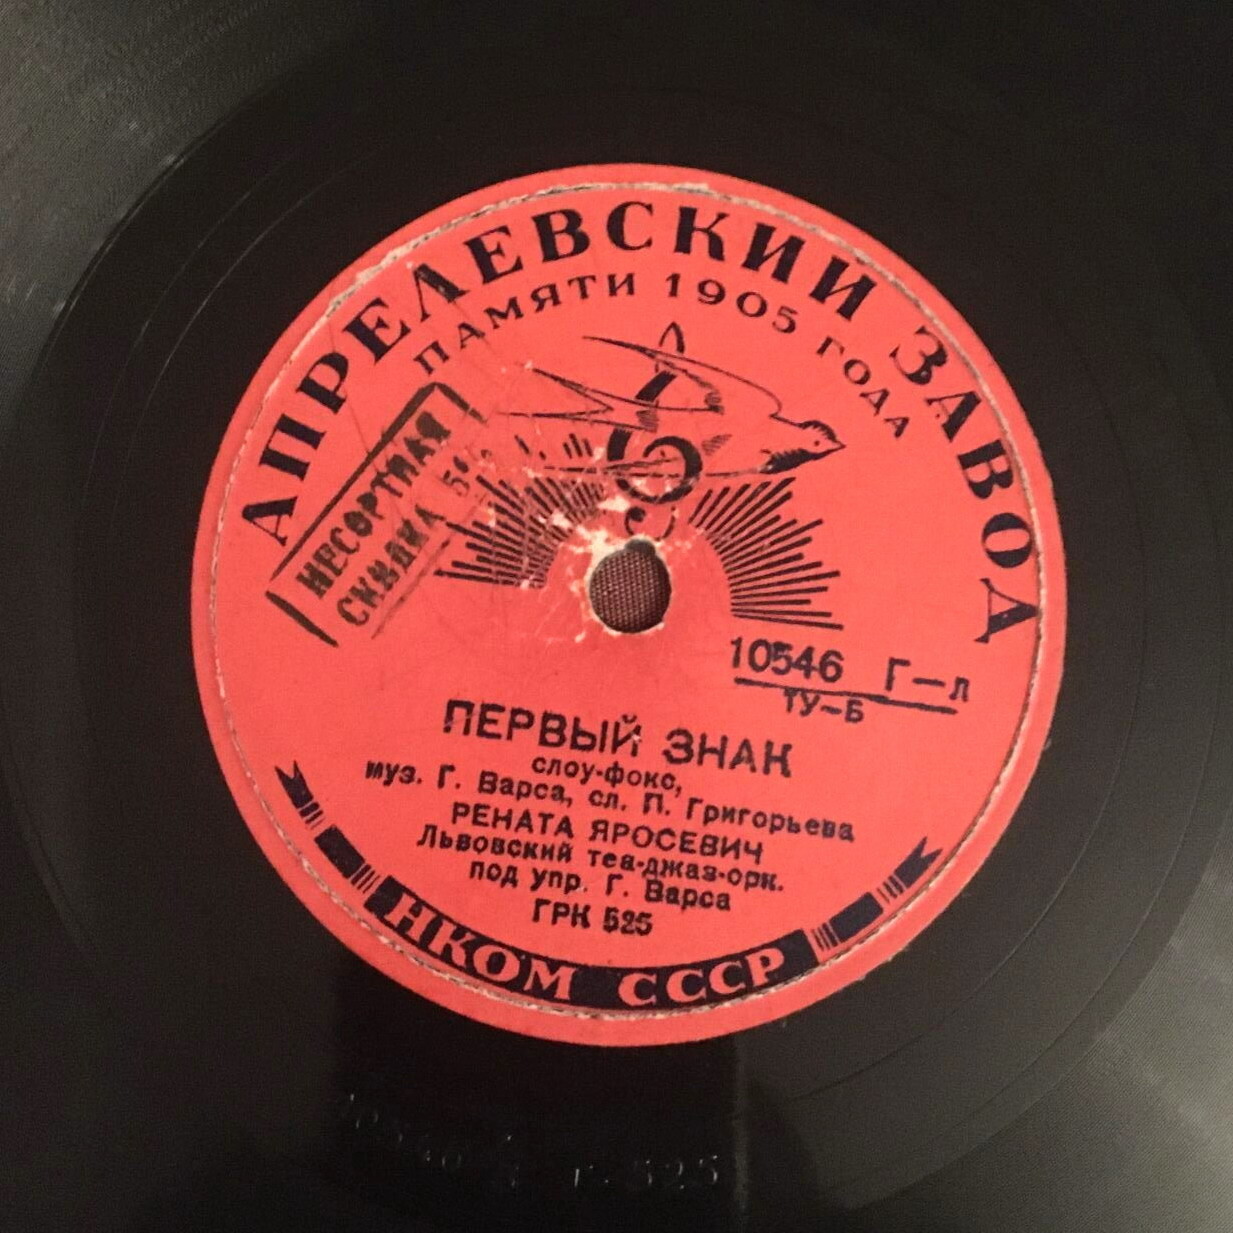 АПРЕЛЕВСКИЙ ЗАВОД
ПАМЯТИ 1905 ГОДА
НЕСОРТНАЯ
СКИДКА
10546 Г—л
ТУ—Б
ПЕРВЫЙ ЗНАК
слоу-фокс,
муз. Г. Варса, сл. П. Григорьева
РЕНАТА ЯРОСЕВИЧ
Львовский теа-джаз-орк.
под упр. Г. Варса
ГРК 525
НКОМ СССР
525